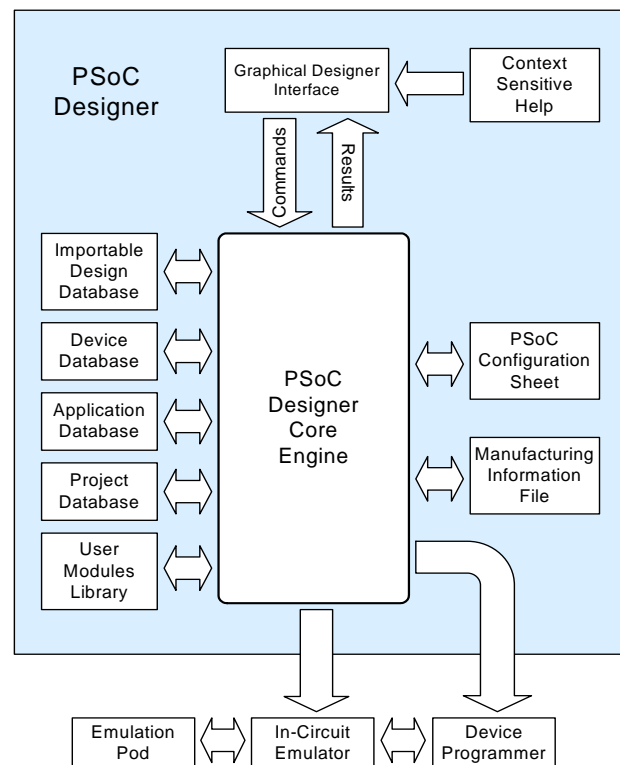 PSoC
Designer
Graphical Designer
Interface
Context
Sensitive
Help
Commands
Results
Importable
Design
Database
Device
Database
Application
Database
Project
Database
User
Modules
Library
PSoC
Designer
Core
Engine
PSoC
Configuration
Sheet
Manufacturing
Information
File
Emulation
Pod
In-Circuit
Emulator
Device
Programmer